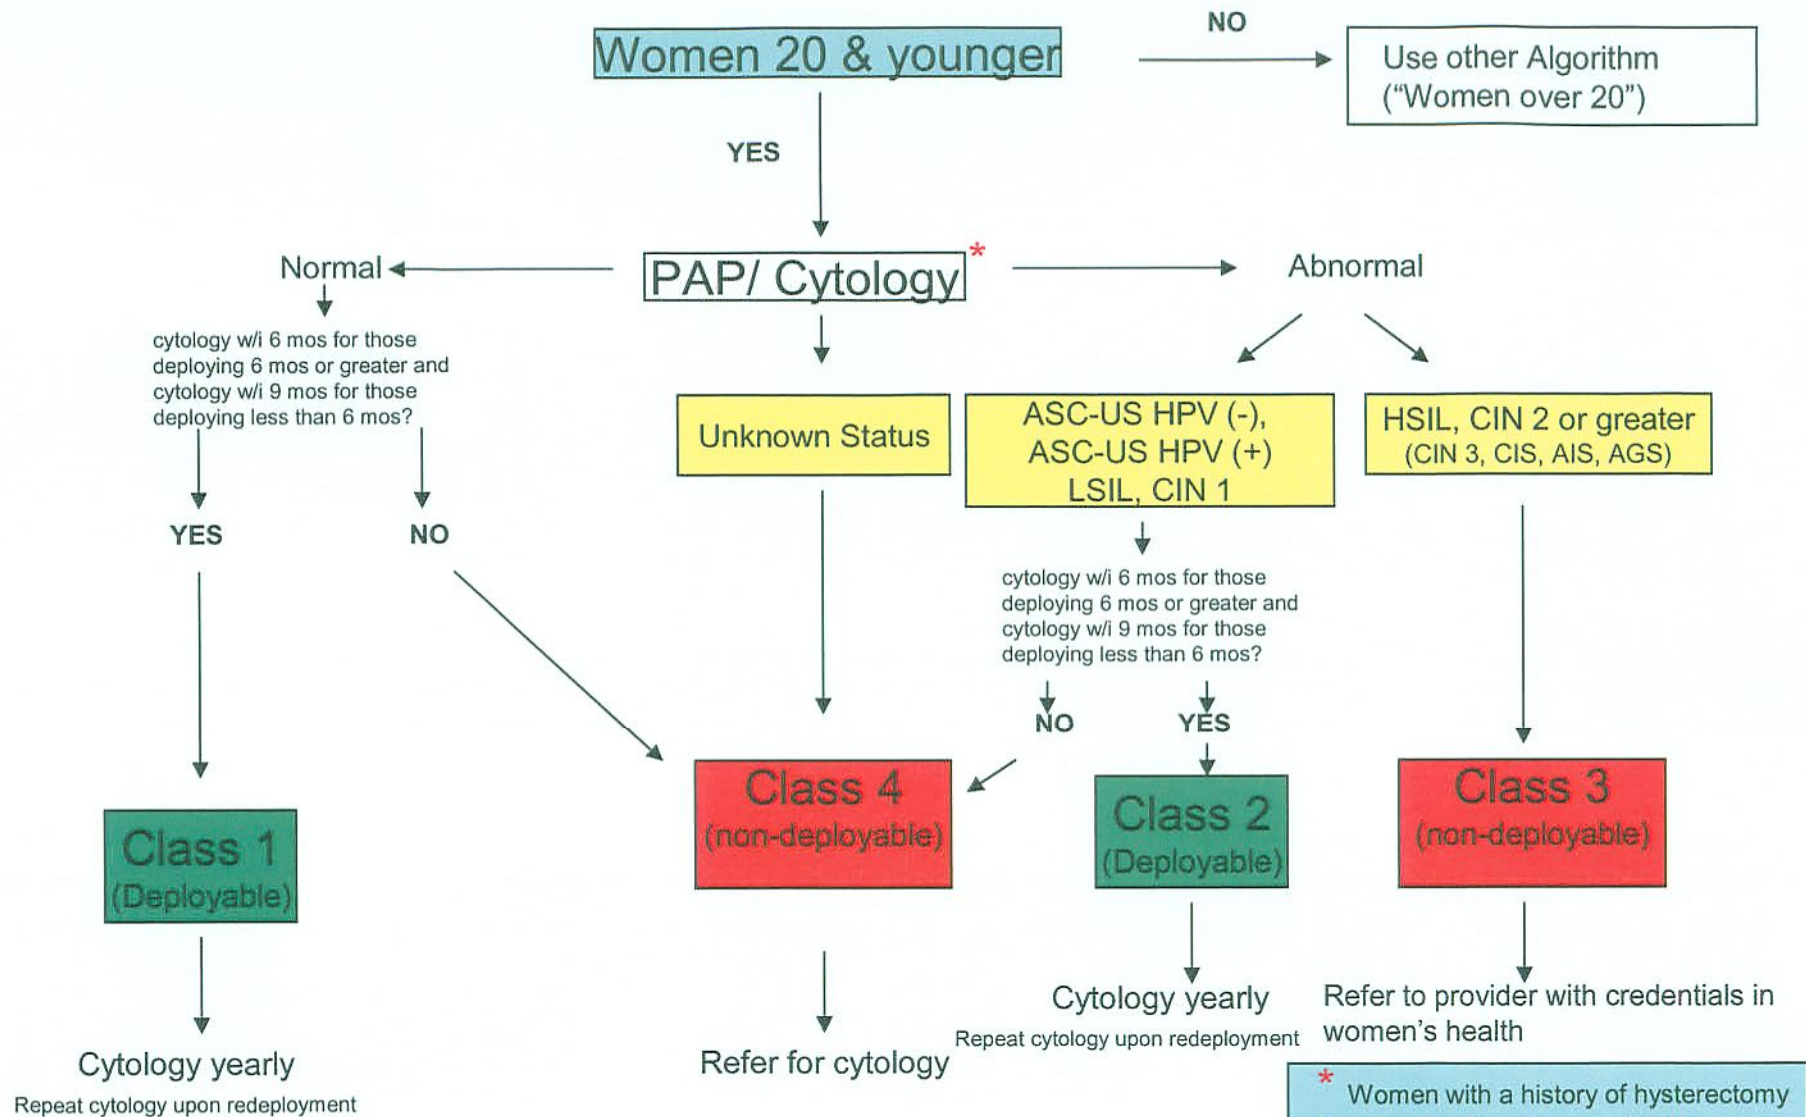 NO
Women 20 & younger
Use other Algorithm
(“Women over 20”)
YES
Normal
PAP/ Cytology*
Abnormal
cytology w/i 6 mos for those
deploying 6 mos or greater and
cytology w/i 9 mos for those
deploying less than 6 mos?
Unknown Status
ASC-US HPV (-),
ASC-US HPV (+)
LSIL, CIN 1
HSIL, CIN 2 or greater
(CIN 3, CIS, AIS, AGS)
YES
NO
cytology w/i 6 mos for those
deploying 6 mos or greater and
cytology w/i 9 mos for those
deploying less than 6 mos?
NO
YES
Class 1
(Deployable)
Class 4
(non-deployable)
Class 2
(Deployable)
Class 3
(non-deployable)
Cytology yearly
Repeat cytology upon redeployment
Refer for cytology
Cytology yearly
Repeat cytology upon redeployment
Refer to provider with credentials in
women’s health
* Women with a history of hysterectomy